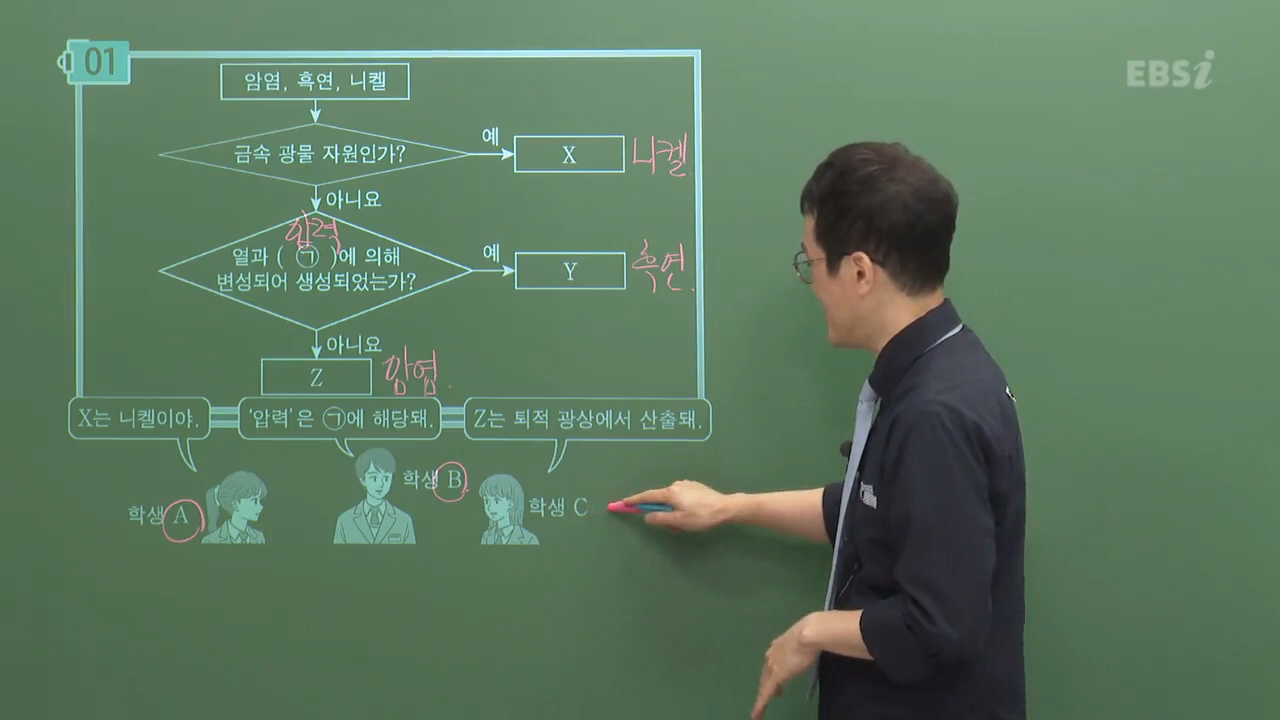 01
EBSi
암염, 흑연, 니켈
금속 광물 자원인가?
예
X
니켈.
아니요
압력
열과 ( ㉠ )에 의해
변성되어 생성되었는가?
예
Y
흑연.
아니요
Z
암염.
X는 니켈이야.
'압력'은 ㉠에 해당돼.
Z는 퇴적 광상에서 산출돼.
학생 A
학생 B
학생 C